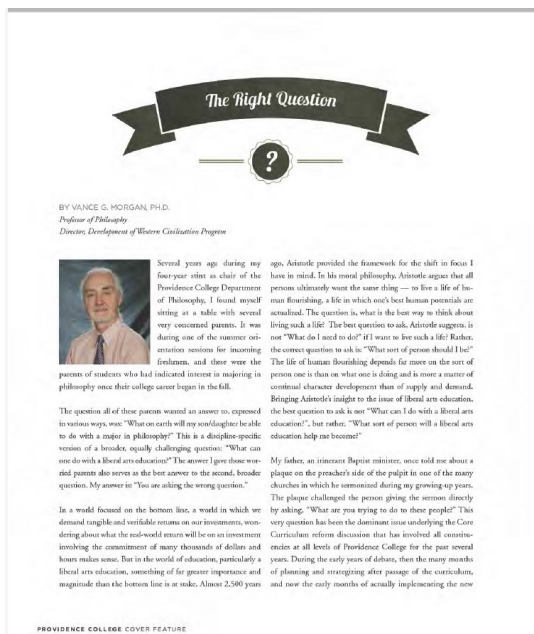 The Right Question
?
BY VANCE G. MORGAN, PH.D.
Professor of Philosophy
Director, Development of Western Civilization Program
Several years ago during my
four-year stint as chair of the
Providence College Department
of Philosophy, I found myself
sitting at a table with several
very concerned parents. It was
during one of the summer ori-
entation sessions for incoming
freshmen, and these were the
parents of students who had indicated interest in majoring in
philosophy once their college career began in the fall.
The question all of these parents wanted an answer to, expressed
in various ways, was: "What on earth will my son/daughter be able
to do with a major in philosophy?" This is a discipline-specific
version of a broader, equally challenging question: "What can
one do with a liberal arts education?" The answer I gave those wor-
ried parents also serves as the best answer to the second, broader
question. My answer is: "You are asking the wrong question."
In a world focused on the bottom line, a world in which we
demand tangible and verifiable returns on our investments, won-
dering about what the real-world return will be on an investment
involving the commitment of many thousands of dollars and
hours makes sense. But in the world of education, particularly a
liberal arts education, something of far greater importance and
magnitude than the bottom line is at stake. Almost 2,500 years
ago, Aristotle provided the framework for the shift in focus I
have in mind. In his moral philosophy, Aristotle argues that all
persons ultimately want the same thing — to live a life of hu-
man flourishing, a life in which one's best human potentials are
actualized. The question is, what is the best way to think about
living such a life? The best question to ask, Aristotle suggests, is
not "What do I need to do?" if I want to live such a life? Rather,
the correct question to ask is: "What sort of person should I be?"
The life of human flourishing depends far more on the sort of
person one is than on what one is doing and is more a matter of
continual character development than of supply and demand.
Bringing Aristotle's insight to the issue of liberal arts education,
the best question to ask is not "What can I do with a liberal arts
education?", but rather, "What sort of person will a liberal arts
education help me become?"
My father, an itinerant Baptist minister, once told me about a
plaque on the preacher's side of the pulpit in one of the many
churches in which he sermonized during my growing-up years.
The plaque challenged the person giving the sermon directly
by asking, "What are you trying to do to these people?" This
very question has been the dominant issue underlying the Core
Curriculum reform discussion that has involved all constitu-
encies at all levels of Providence College for the past several
years. During the early years of debate, then the many months
of planning and strategizing after passage of the curriculum,
and now the early months of actually implementing the new
PROVIDENCE COLLEGE COVER FEATURE